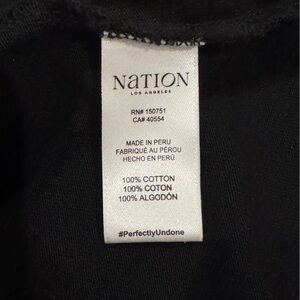 NATION
LOS ANGELES
RN# 150751
CA# 40554
MADE IN PERU
FABRIQUÉ AU PÉROU
HECHO EN PERÚ
100% COTTON
100% COTON
100% ALGODÓN
#PerfectlyUndone